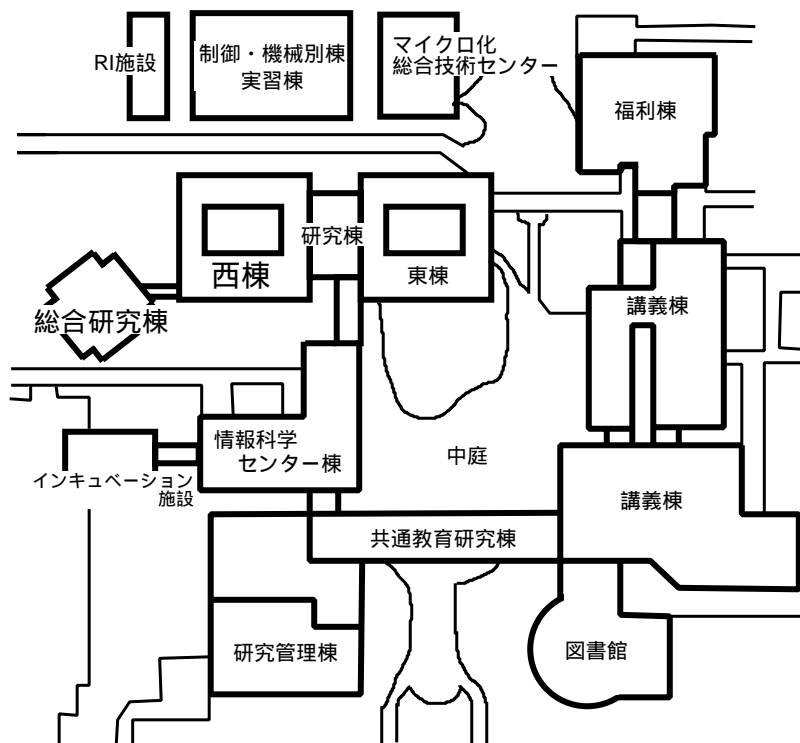 RI施設
制御・機械別棟
実習棟
マイクロ化
総合技術センター
福利棟
研究棟
西棟
東棟
総合研究棟
講義棟
情報科学
センター棟
中庭
インキュベーション
施設
講義棟
共通教育研究棟
研究管理棟
図書館